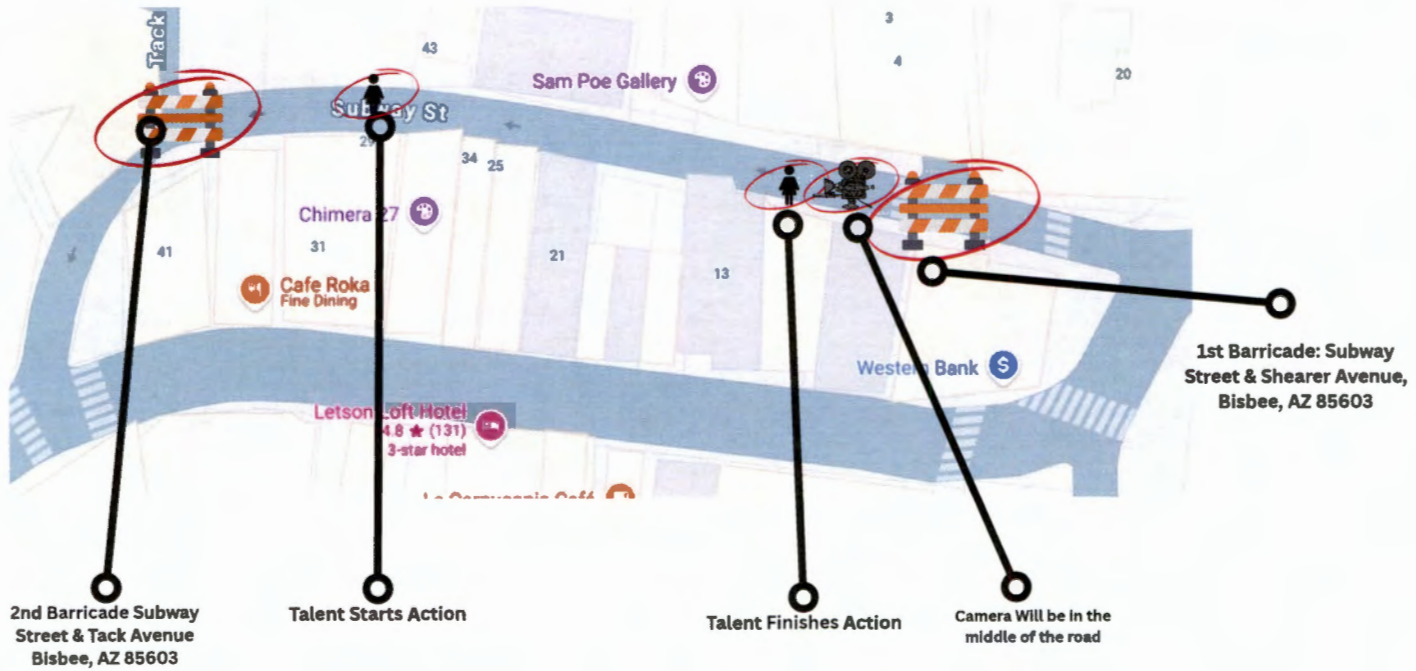 Tack
43
3
4
20
Sam Poe Gallery
Subway St
29
34
25
Chimera 27
41
31
21
13
Cafe Roka
Fine Dining
Western Bank
$
1st Barricade: Subway
Street & Shearer Avenue,
Bisbee, AZ 85603
Letson Loft Hotel
4.8 ★ (131)
3-star hotel
Café
2nd Barricade Subway
Street & Tack Avenue
Bisbee, AZ 85603
Talent Starts Action
Talent Finishes Action
Camera Will be in the
middle of the road